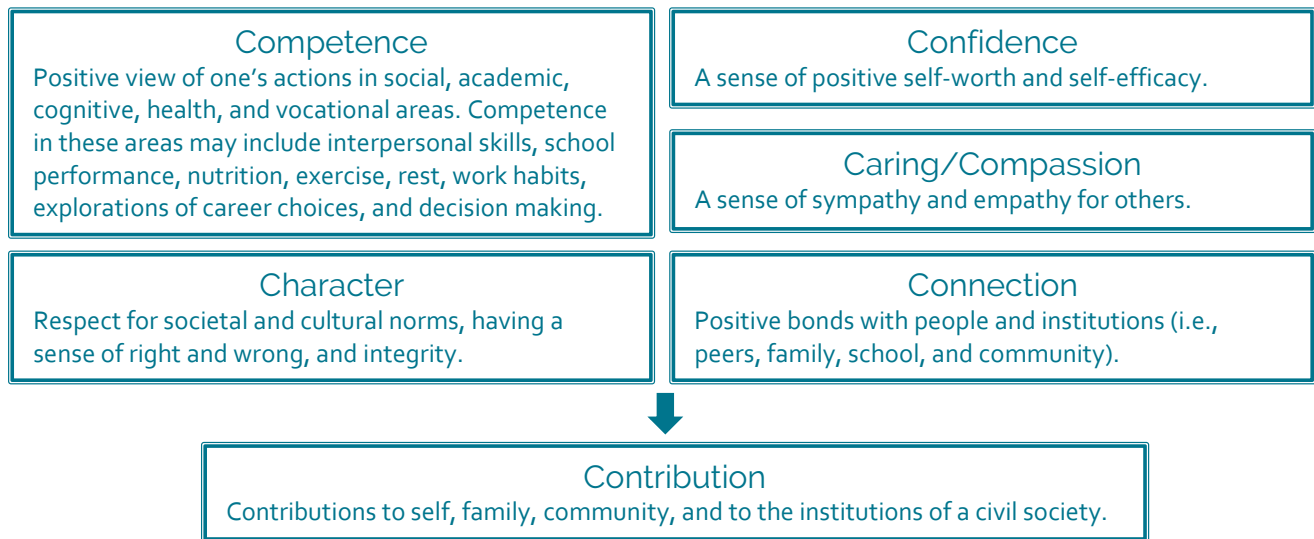 Competence
Positive view of one’s actions in social, academic,
cognitive, health, and vocational areas. Competence
in these areas may include interpersonal skills, school
performance, nutrition, exercise, rest, work habits,
explorations of career choices, and decision making.
Confidence
A sense of positive self-worth and self-efficacy.
Caring/Compassion
A sense of sympathy and empathy for others.
Character
Respect for societal and cultural norms, having a
sense of right and wrong, and integrity.
Connection
Positive bonds with people and institutions (i.e.,
peers, family, school, and community).
Contribution
Contributions to self, family, community, and to the institutions of a civil society.